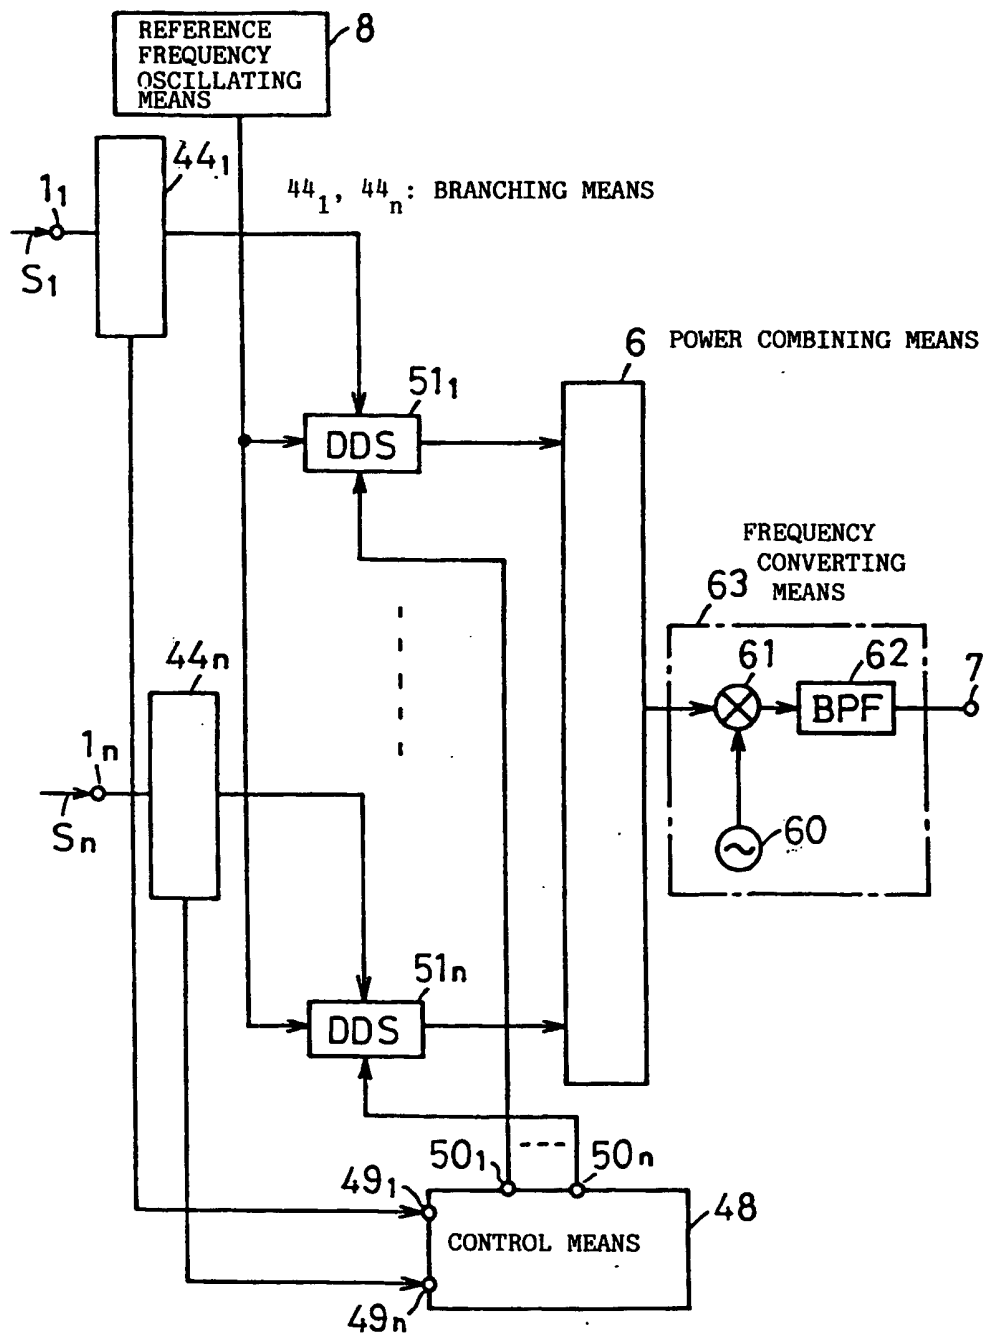 REFERENCE
FREQUENCY
OSCILLATING
MEANS
8
44₁
1₁
44₁, 44ₙ: BRANCHING MEANS
S₁
6 POWER COMBINING MEANS
51₁
DDS
FREQUENCY
CONVERTING
MEANS
63
44n
61
62
7
BPF
1n
Sn
60
51n
DDS
50₁
50n
49₁
48
CONTROL MEANS
49n